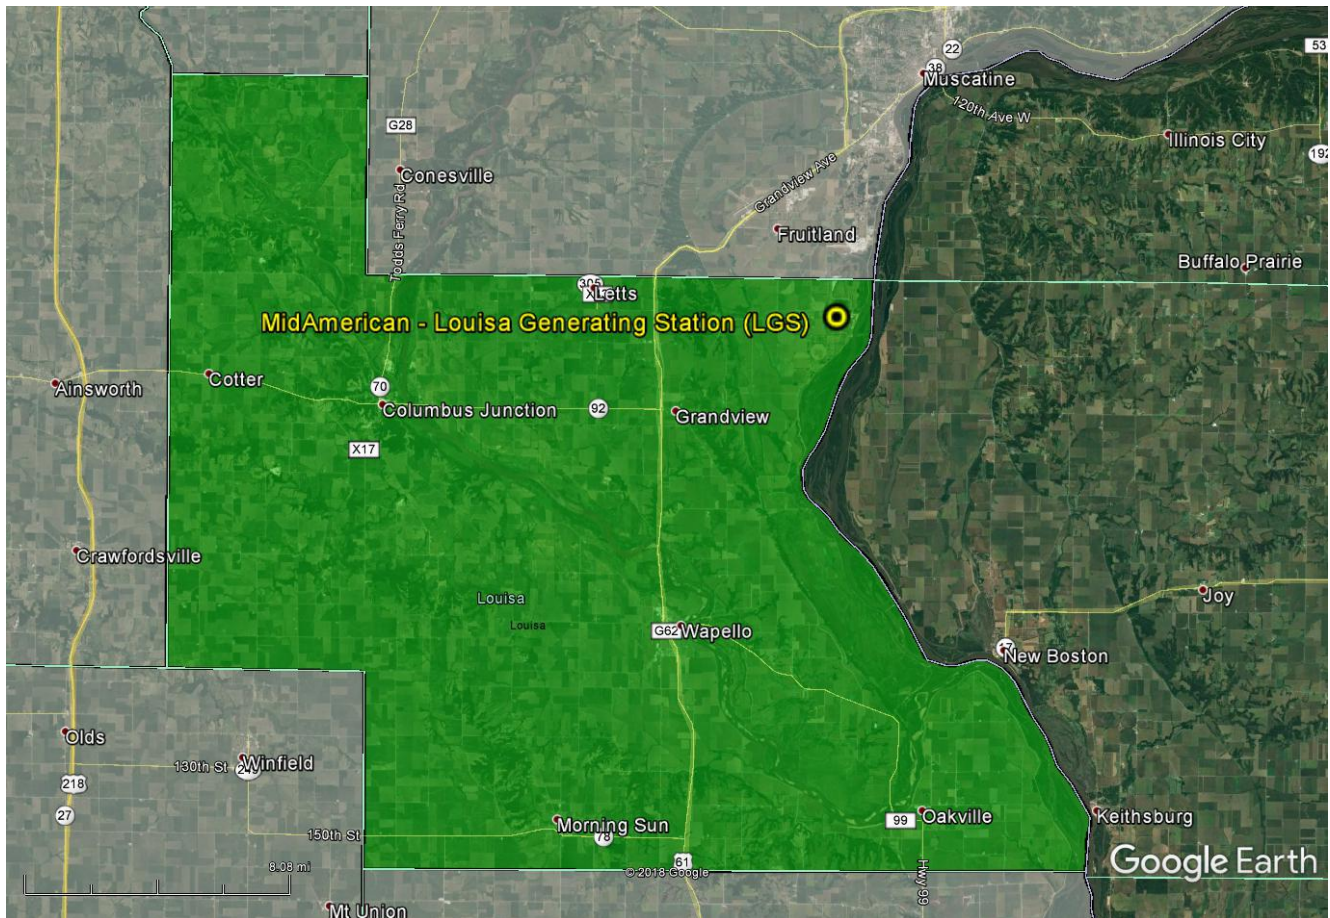 22
53
38
Muscatine
120th Ave W
Illinois City
G28
192
Conesville
Grandview Ave
Todds Ferry Rd
Fruitland
Buffalo Prairie
305
Letts
MidAmerican - Louisa Generating Station (LGS)
Ainsworth
Cotter
70
Columbus Junction
92
Grandview
X17
Crawfordsville
Louisa
Joy
Louisa
G62
Wapello
New Boston
Olds
130th St
Winfield
218
27
Morning Sun
99
Oakville
Keithsburg
150th St
78
8.08 mi
61
Google Earth
© 2018 Google
Hwy 99
Mt Union